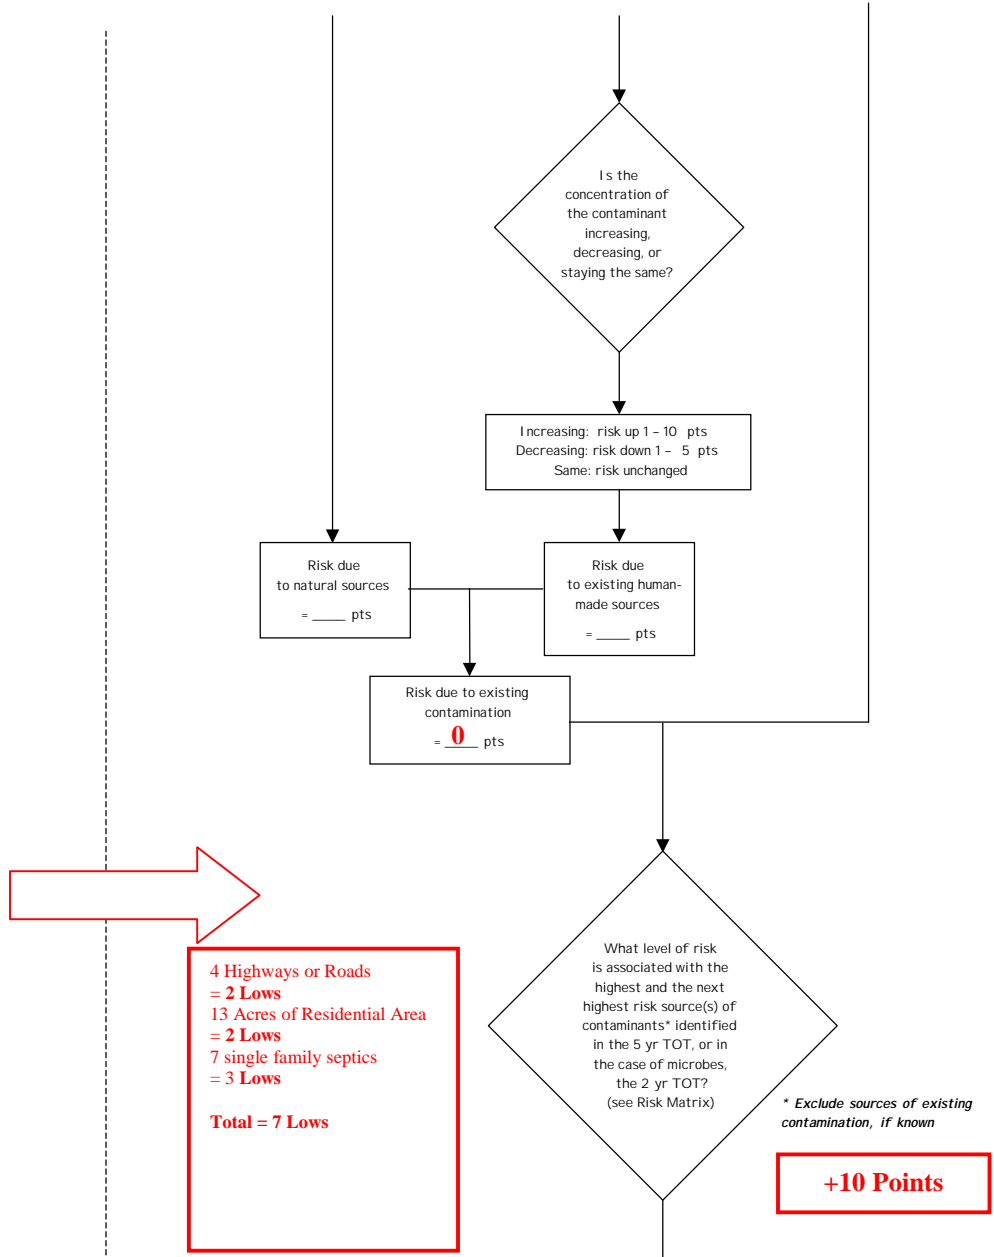 Is the
concentration of
the contaminant
increasing,
decreasing, or
staying the same?
Increasing: risk up 1 – 10 pts
Decreasing: risk down 1 – 5 pts
Same: risk unchanged
Risk due
to natural sources
= _____ pts
Risk due
to existing human-
made sources
= _____ pts
Risk due to existing
contamination
= __0__ pts
4 Highways or Roads
= 2 Lows
13 Acres of Residential Area
= 2 Lows
7 single family septics
= 3 Lows
Total = 7 Lows
What level of risk
is associated with the
highest and the next
highest risk source(s) of
contaminants* identified
in the 5 yr TOT, or in
the case of microbes,
the 2 yr TOT?
(see Risk Matrix)
* Exclude sources of existing
contamination, if known
+10 Points